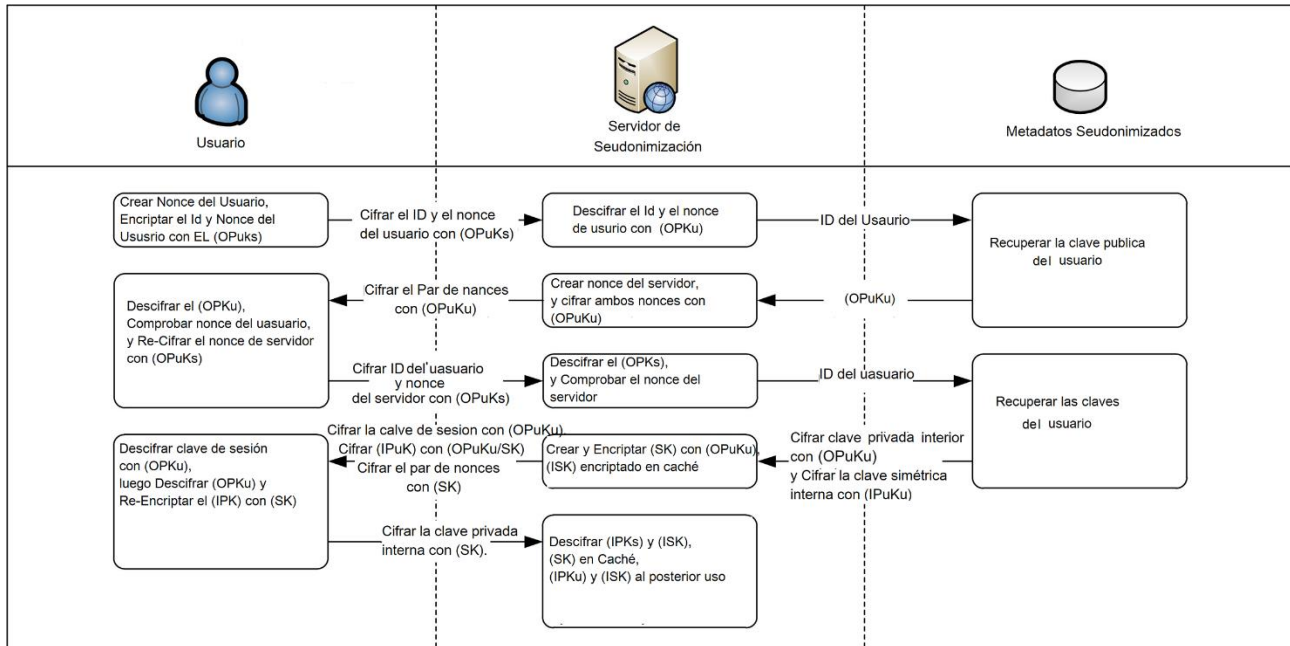 Usuario
Servidor de
Seudonimización
Metadatos Seudonimizados
Crear Nonce del Usuario,
Encriptar el Id y Nonce del
Ususrio con EL (OPuks)
Cifrar el ID y el nonce
del usuario con (OPuKs)
Descifrar el Id y el nonce
de usurio con (OPKu)
ID del Usaurio
Recuperar la clave publica
del usuario
(OPuKu)
Crear nonce del servidor,
y cifrar ambos nonces con
(OPuKu)
Cifrar el Par de nances
con (OPuKu)
Descifrar el (OPKu),
Comprobar nonce del uasuario,
y Re-Cifrar el nonce de servidor
con (OPuKs)
Cifrar ID del uasuario
y nonce
del servidor con (OPuKs)
Descifrar el (OPKs),
y Comprobar el nonce del
servidor
ID del uasuario
Recuperar las claves
del usuario
Cifrar clave privada interior
con (OPuKu)
y Cifrar la clave simétrica
interna con (IPuKu)
Crear y Encriptar (SK) con (OPuKu),
(ISK) encriptado en caché
Cifrar la calve de sesion con (OPuKu).
Cifrar (IPuK) con (OPuKu/SK)
Cifrar el par de nonces
con (SK)
Descifrar clave de sesión
con (OPKu),
luego Descifrar (OPKu) y
Re-Encriptar el (IPK) con (SK)
Cifrar la clave privada
interna con (SK).
Descifrar (IPKs) y (ISK),
(SK) en Caché,
(IPKu) y (ISK) al posterior uso